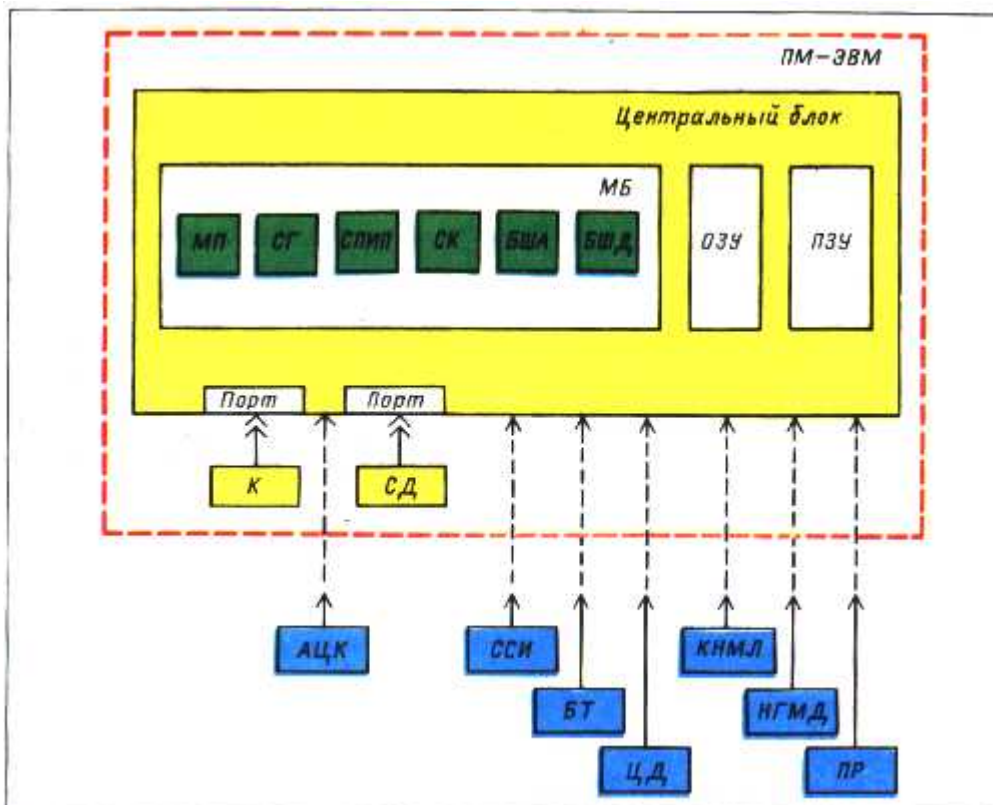 ПМ-ЭВМ
Центральный блок
МБ
МП СГ СПИП СК БША БШД ОЗУ ПЗУ
Порт Порт
К СД
АЦК ССИ КНМЛ
БТ НГМД
ЦД ПР